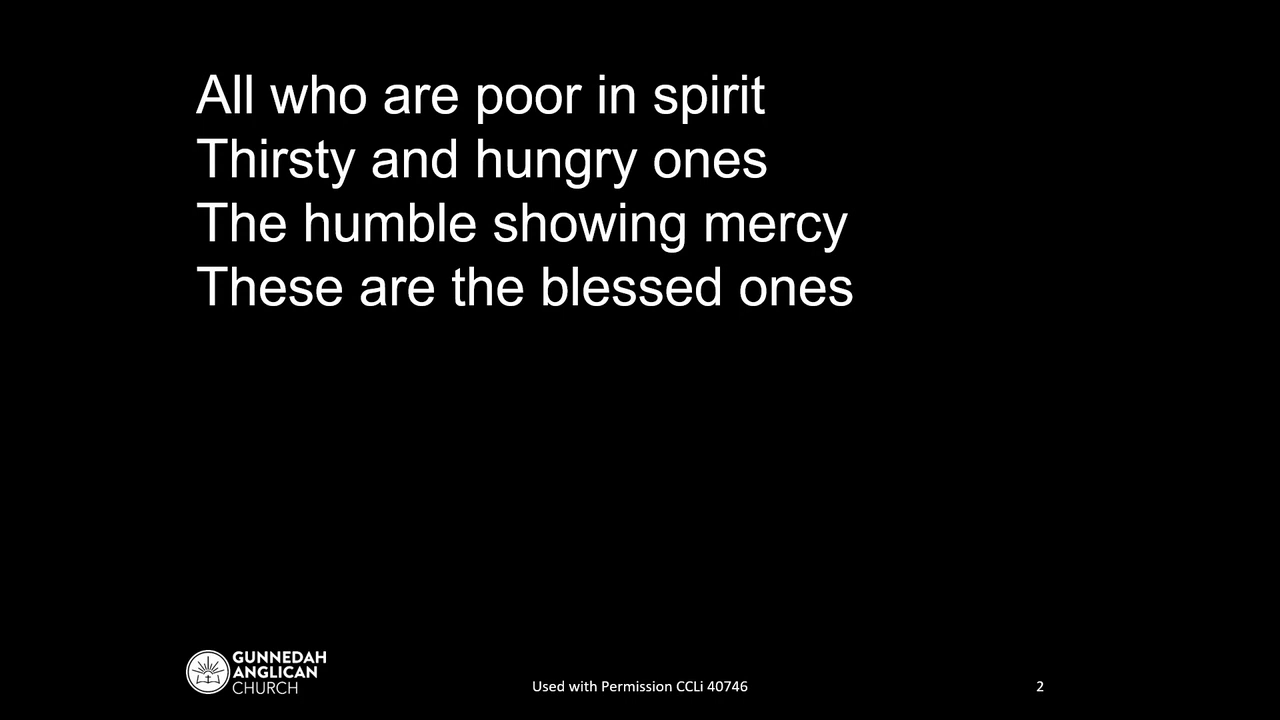 All who are poor in spirit
Thirsty and hungry ones
The humble showing mercy
These are the blessed ones
GUNNEDAH
ANGLICAN
CHURCH
Used with Permission CCLi 40746
2